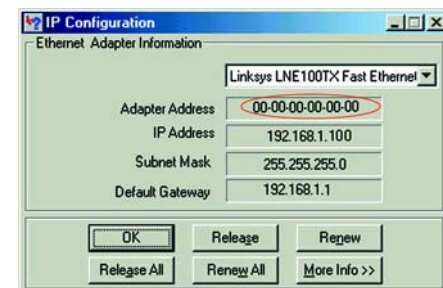 IP Configuration
Ethernet Adapter Information
Linksys LNE100TX Fast Ethernet
Adapter Address 00-00-00-00-00-00
IP Address 192.168.1.100
Subnet Mask 255.255.255.0
Default Gateway 192.168.1.1
OK Release Renew
Release All Renew All More Info >>